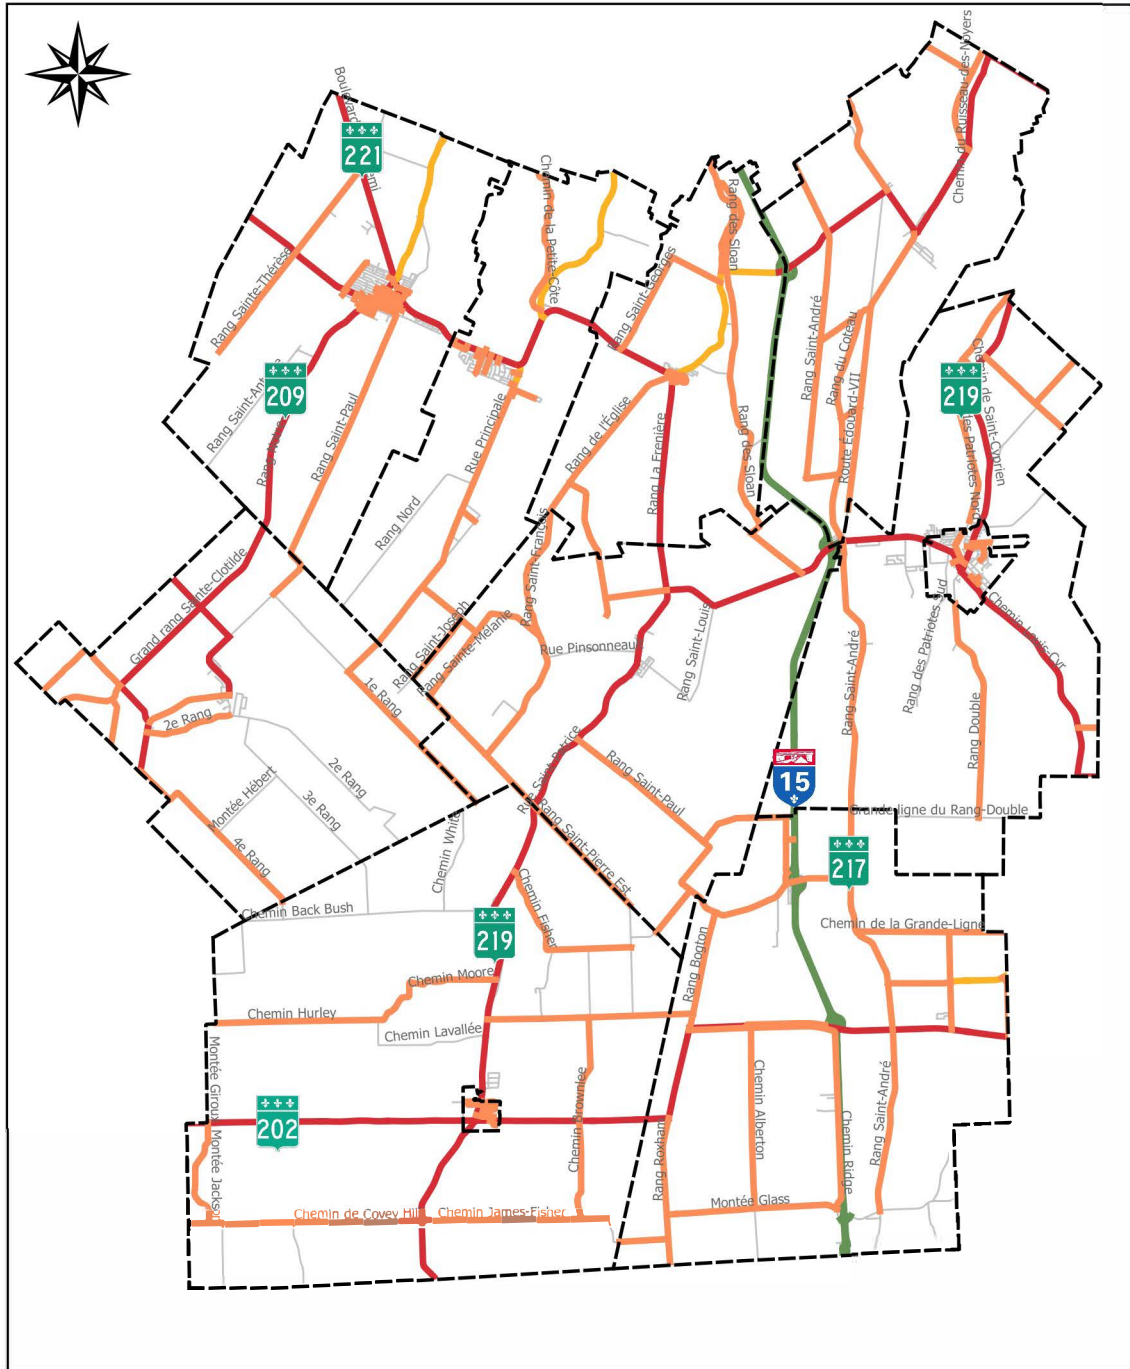 Chemin du Ruisseau-des-Noyers
Boulevard
221
Chemin de la Petite-Côte
Rang des Sloan
Rang Sainte-Thérèse
Rang Saint-Georges
Rang Saint-André
Rang du Coteau
Route Édouard-VII
Chemin de Saint-Cyprien
219
209
Rang Saint-Paul
Rue Principale
Rang de l'Église
Rang La Frenière
Rang des Sloan
des Patriotes Nord
Rang Nord
Rang Saint-François
Grand rang Sainte-Clotilde
Rang Saint-Joseph
Rang Sainte-Mélanie
Rue Pinsonneault
Rang Saint-Louis
Rang des Patriotes Sud
Chemin Louis-Cyr
Rang Saint-André
1e Rang
2e Rang
Rang Double
Rue Saint-Patrice
Rang Saint-Paul
15
2e Rang
Montée Hébert
3e Rang
4e Rang
Chemin White
Rang Saint-Pierre Est
Grande ligne du Rang-Double
217
Chemin Fisher
Chemin Back Bush
219
Chemin de la Grande-Ligne
Rang Bogton
Chemin Moore
Chemin Hurley
Chemin Lavallée
Montée Giroux
Montée Jackson
202
Chemin Brownlee
Chemin Alberton
Rang Saint-André
Chemin Ridge
Rang Roxham
Montée Glass
Chemin de Covey Hill
Chemin James-Fisher